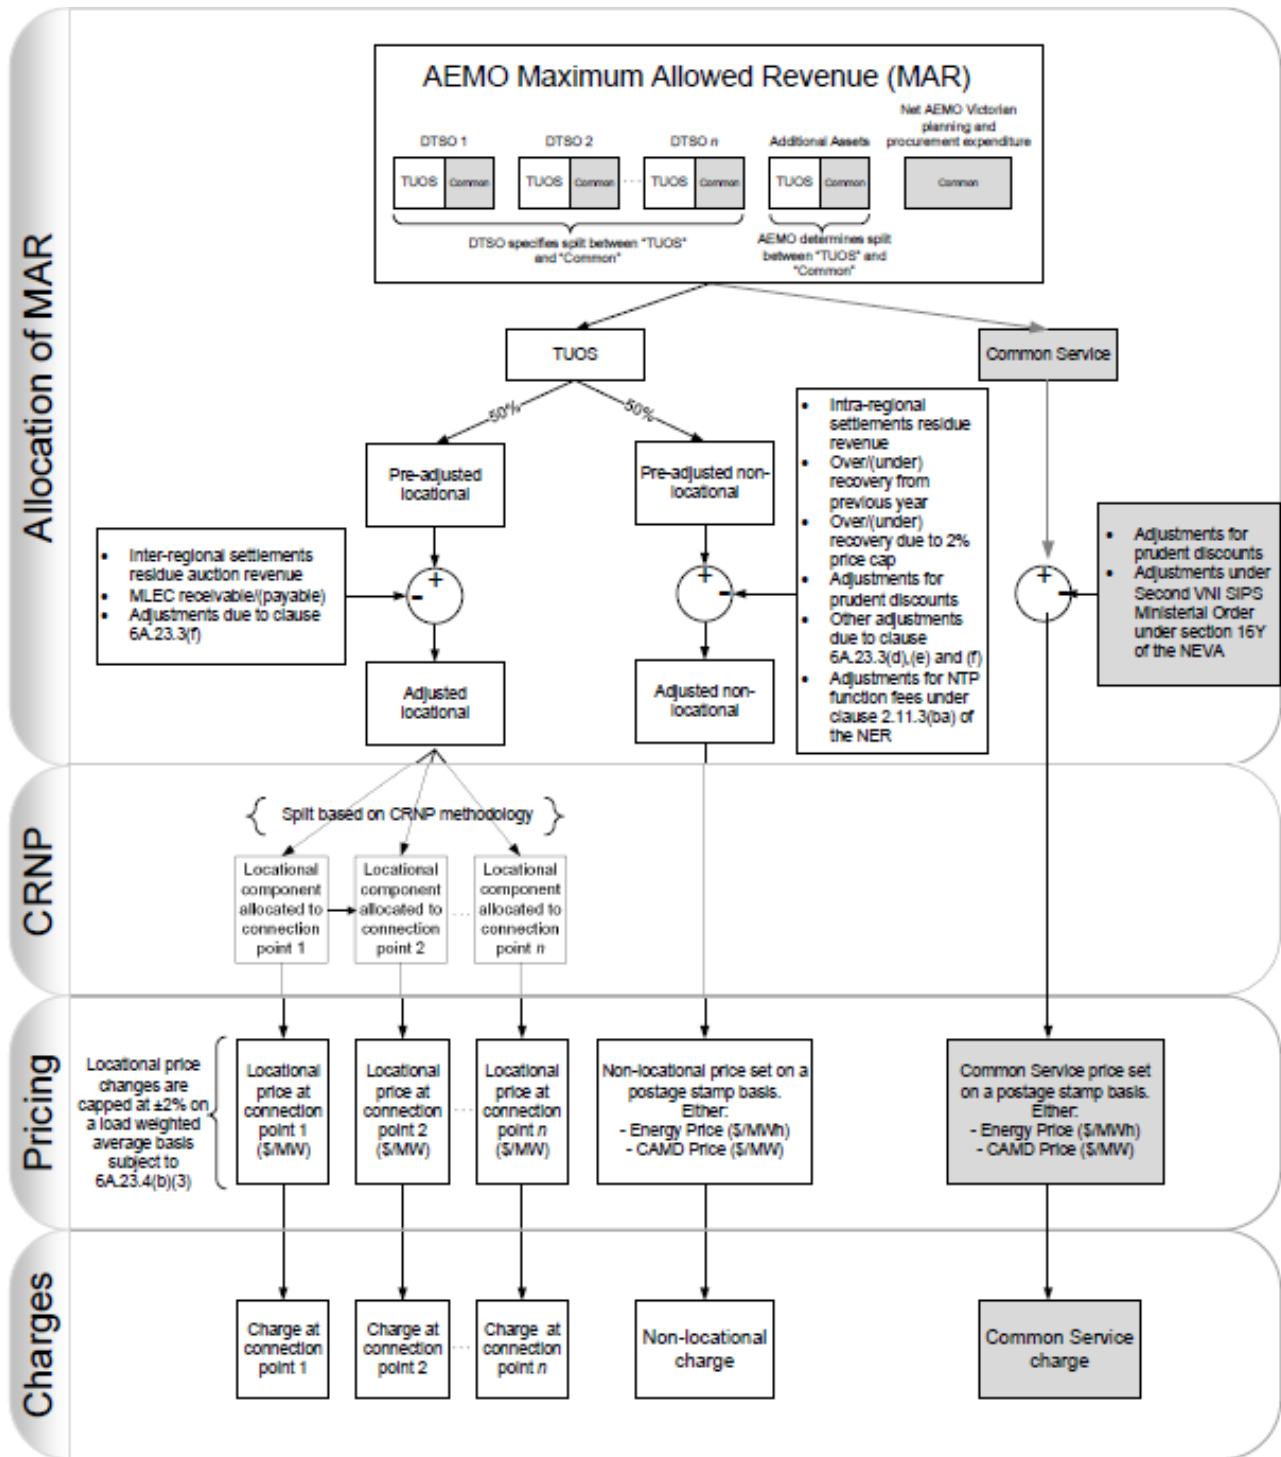 Allocation of MAR
AEMO Maximum Allowed Revenue (MAR)
DTSO 1
DTSO 2
DTSO n
Additional Assets
Net AEMO Victorian
planning and
procurement expenditure
TUOS
Common
TUOS
Common
TUOS
Common
TUOS
Common
Common
DTSO specifies split between "TUOS"
and "Common"
AEMO determines split
between "TUOS" and
"Common"
TUOS
Common Service
50%
50%
Pre-adjusted
locational
Pre-adjusted non-
locational
• Intra-regional
settlements residue
revenue
• Over/(under)
recovery from
previous year
• Over/(under)
recovery due to 2%
price cap
• Adjustments for
prudent discounts
• Other adjustments
due to clause
6A.23.3(d),(e) and (f)
• Adjustments for NTP
function fees under
clause 2.11.3(ba) of
the NER
• Inter-regional settlements
residue auction revenue
• MLEC receivable/(payable)
• Adjustments due to clause
6A.23.3(f)
+
-
+
-
+
-
• Adjustments for
prudent discounts
• Adjustments under
Second VNI SIPS
Ministerial Order
under section 16Y
of the NEVA
Adjusted
locational
Adjusted non-
locational
CRNP
Split based on CRNP methodology
Locational
component
allocated to
connection
point 1
Locational
component
allocated to
connection
point 2
Locational
component
allocated to
connection
point n
Pricing
Locational price
changes are
capped at ±2% on
a load weighted
average basis
subject to
6A.23.4(b)(3)
Locational
price at
connection
point 1
($/MW)
Locational
price at
connection
point 2
($/MW)
Locational
price at
connection
point n
($/MW)
Non-locational price set on a
postage stamp basis.
Either:
- Energy Price ($/MWh)
- CAMD Price ($/MW)
Common Service price set
on a postage stamp basis.
Either:
- Energy Price ($/MWh)
- CAMD Price ($/MW)
Charges
Charge at
connection
point 1
Charge at
connection
point 2
Charge at
connection
point n
Non-locational
charge
Common Service
charge